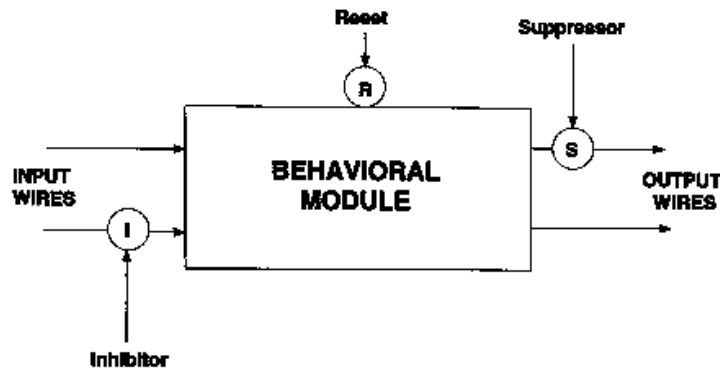 Reset
Suppressor
R
S
INPUT
WIRES
BEHAVIORAL
MODULE
OUTPUT
WIRES
I
Inhibitor